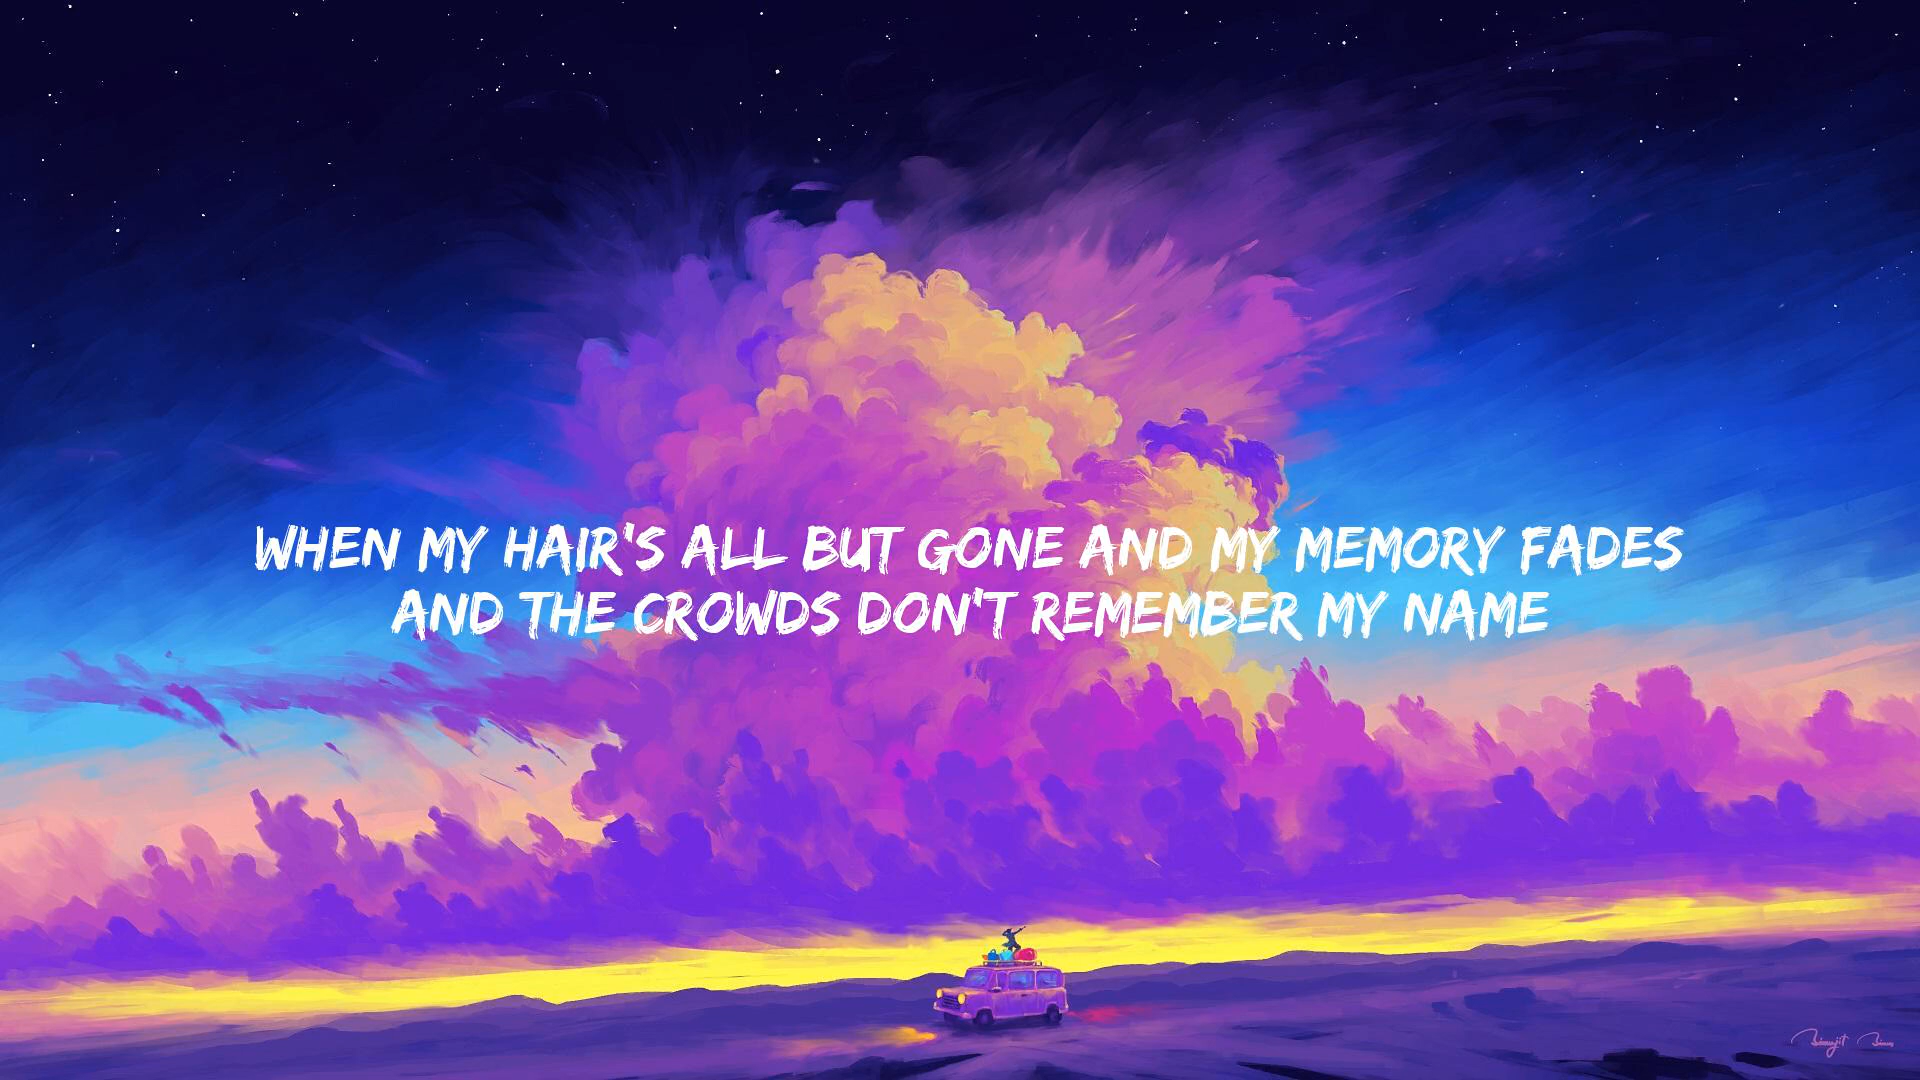 WHEN MY HAIR'S ALL BUT GONE AND MY MEMORY FADES
AND THE CROWDS DON'T REMEMBER MY NAME